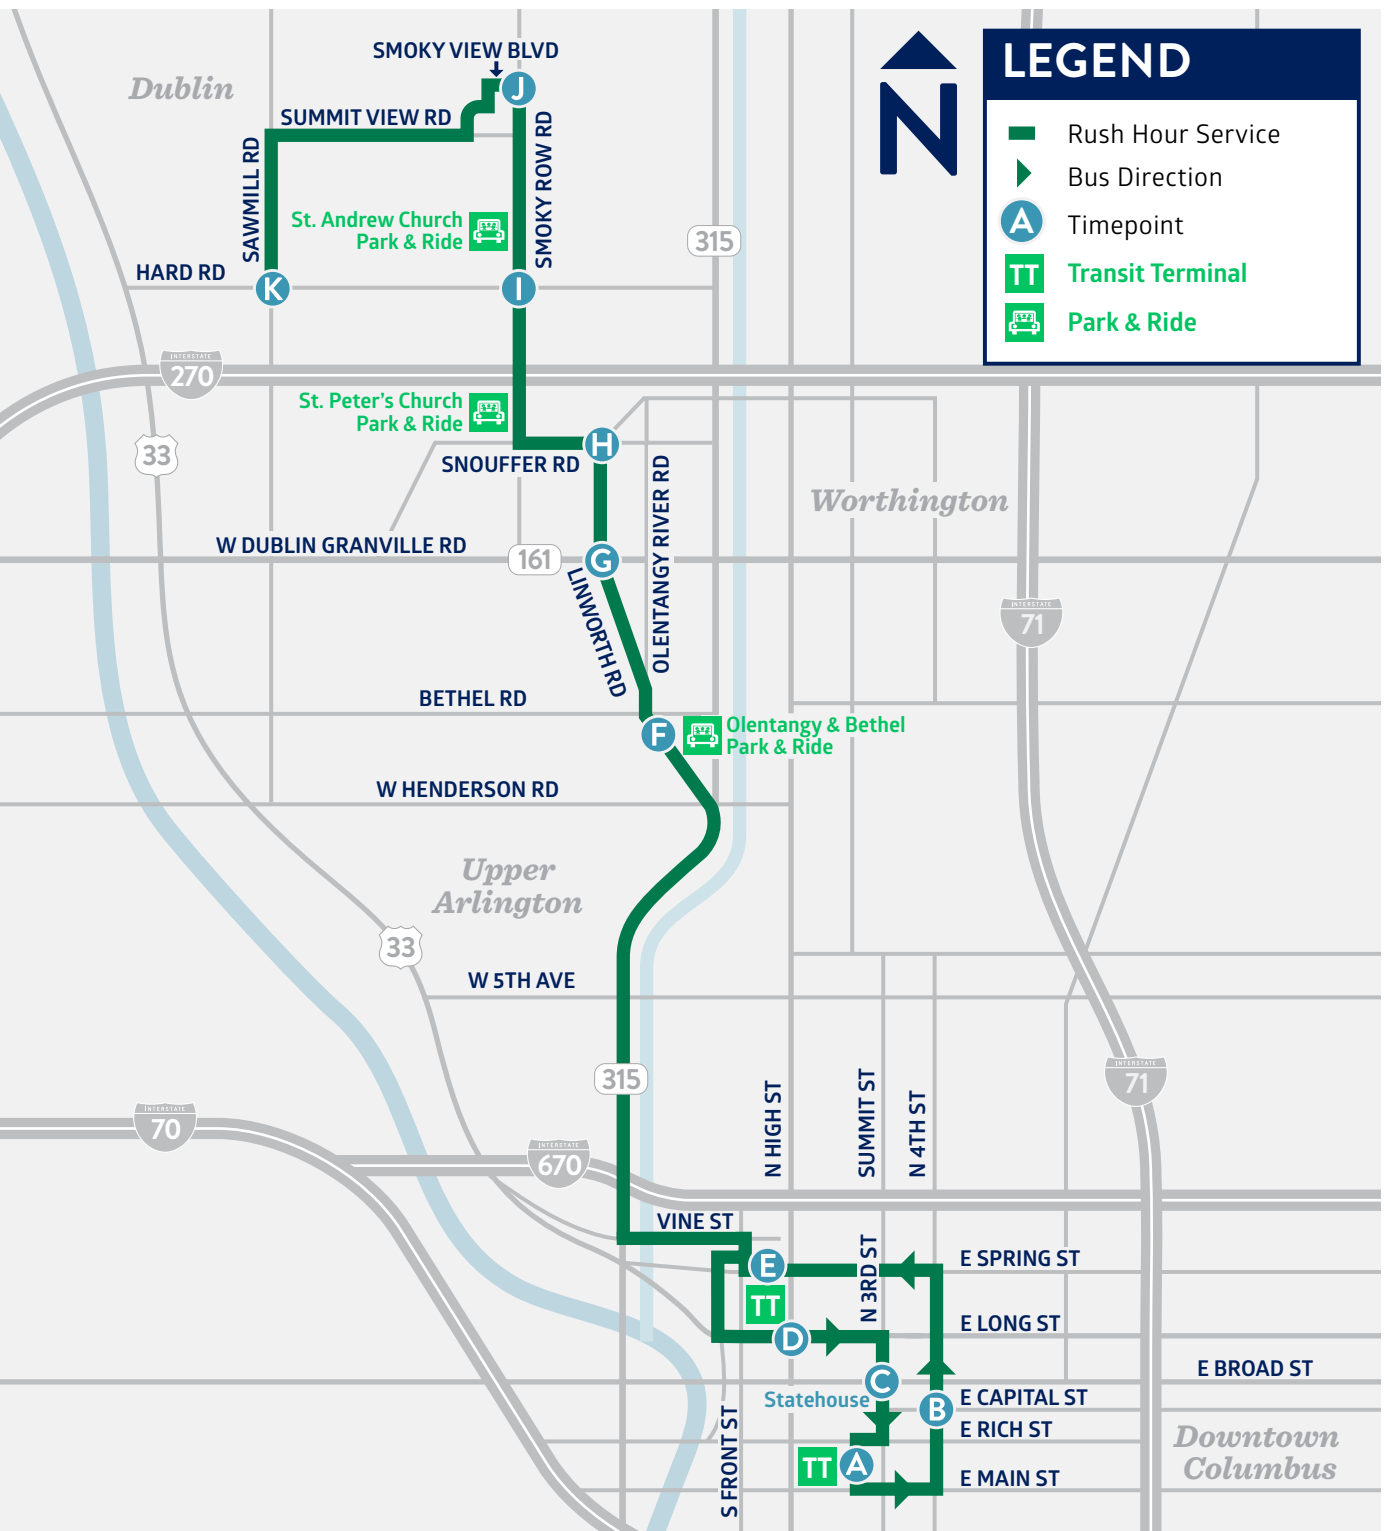 SMOKY VIEW BLVD
J
Dublin
SUMMIT VIEW RD
SAWMILL RD
SMOKY ROW RD
St. Andrew Church
Park & Ride
HARD RD
K
I
315
N
LEGEND
Rush Hour Service
Bus Direction
A
Timepoint
TT
Transit Terminal
Park & Ride
INTERSTATE
270
St. Peter's Church
Park & Ride
33
H
SNOUFFER RD
OLENTANGY RIVER RD
Worthington
W DUBLIN GRANVILLE RD
161
G
LINWORTH RD
INTERSTATE
71
BETHEL RD
F
Olentangy & Bethel
Park & Ride
W HENDERSON RD
Upper
Arlington
33
W 5TH AVE
315
INTERSTATE
71
N HIGH ST
SUMMIT ST
N 4TH ST
INTERSTATE
70
INTERSTATE
670
VINE ST
E
TT
N 3RD ST
E SPRING ST
D
E LONG ST
E BROAD ST
C
Statehouse
B
E CAPITAL ST
E RICH ST
S FRONT ST
TT
A
E MAIN ST
Downtown
Columbus